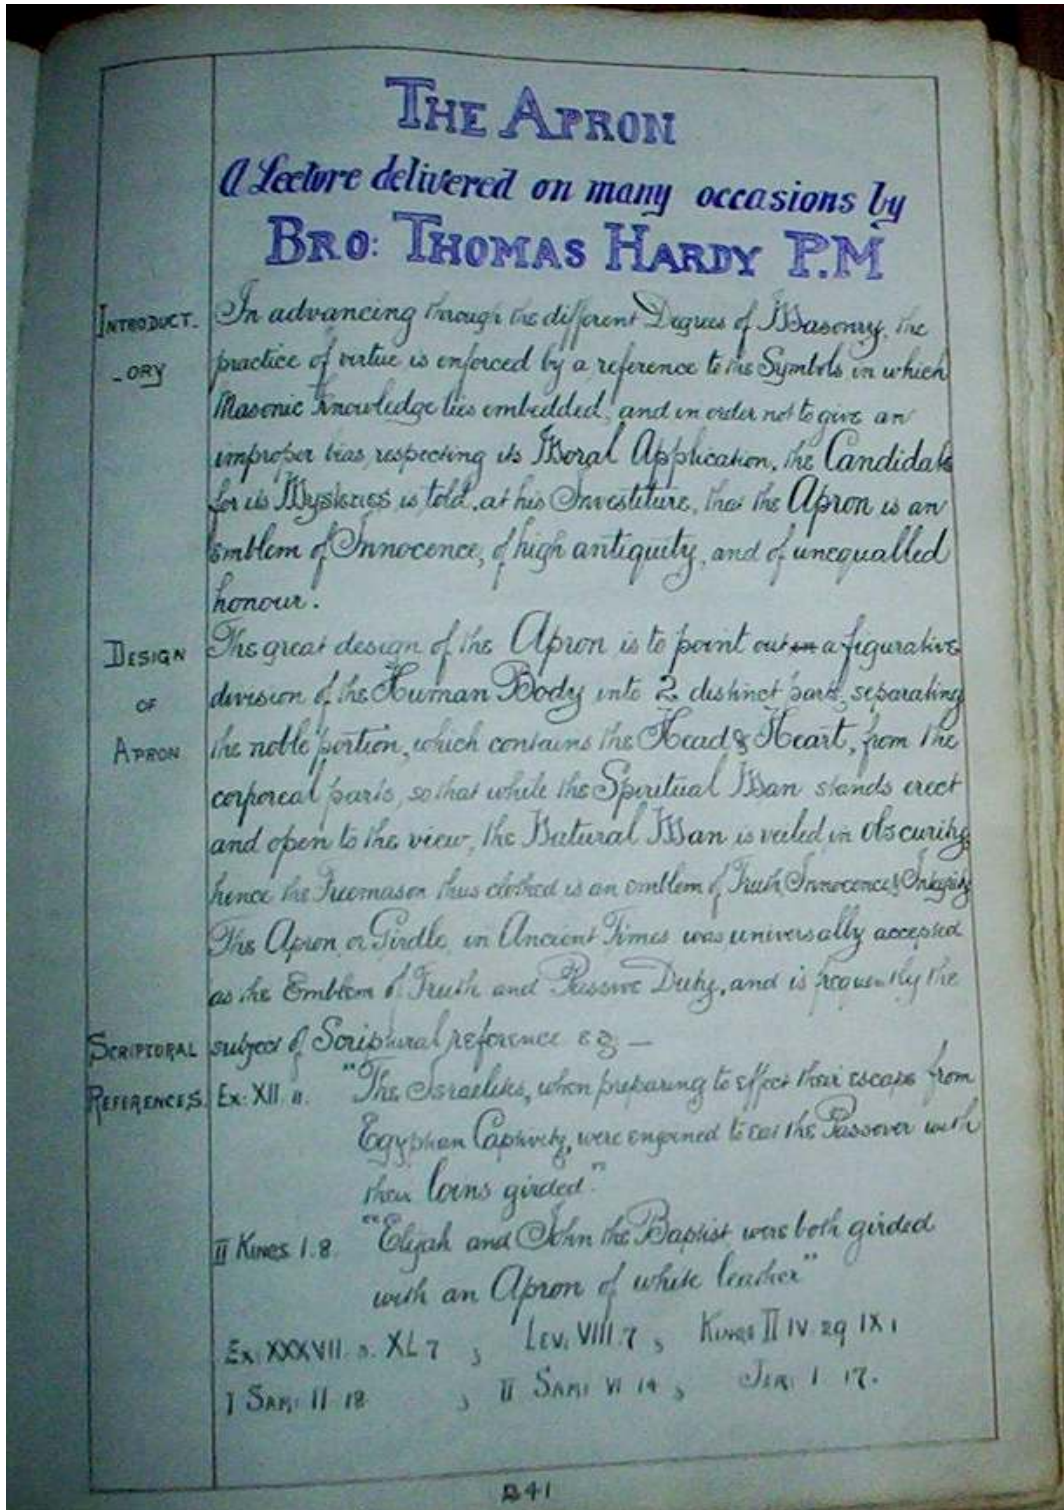 THE APRON
A Lecture delivered on many occasions by
BRO: THOMAS HARDY P.M
INTRODUCT- In advancing through the different Degrees of Masonry, the
-ORY practice of virtue is enforced by a reference to the Symbols in which
Masonic Knowledge lies embedded, and in order not to give an
improper bias respecting its Moral Application, the Candidate
for its Mysteries is told, at his Investiture, that the Apron is an
emblem of Innocence, of high antiquity, and of unequalled
honour.
DESIGN The great design of the Apron is to point out a figurative
OF division of the Human Body into 2 distinct parts, separating
APRON the noble portion, which contains the Head & Heart, from the
corporeal parts, so that while the Spiritual Man stands erect
and open to the view, the Natural Man is veiled in Obscurity,
hence the Freemason thus clothed is an emblem of Truth Innocence & Integrity
The Apron or Girdle, in Ancient Times was universally accepted
as the Emblem of Truth and Passive Duty, and is frequently the
SCRIPTORAL subject of Scriptural reference eg —
REFERENCES. Ex: XII. 11. "The Israelites, when preparing to effect their escape from
Egyptian Captivity, were enjoined to eat the Passover with
their loins girded."
II KINGS 1.8. "Elijah and John the Baptist were both girded
with an Apron of white leather"
Ex: XXXVII. XL 7 , LEV: VIII. 7 , KINGS II IV 29 IX 1
I SAM: II 18 , II SAM: VI 14 , JER: 1 17.
241